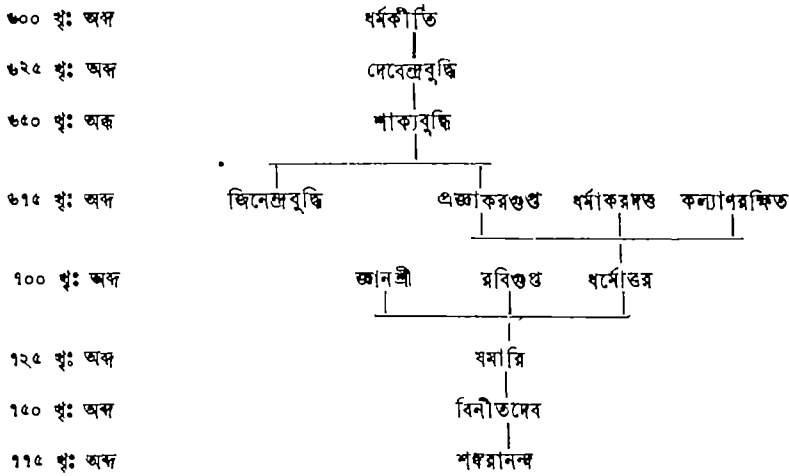 ৬০০ খৃঃ অব্দ ধর্মকীর্তি
৬২৫ খৃঃ অব্দ দেবেন্দ্রবুদ্ধি
৬৫০ খৃঃ অব্দ শাক্যবুদ্ধি
৬৭৫ খৃঃ অব্দ জিনেন্দ্রবুদ্ধি প্রজ্ঞাকরগুপ্ত ধর্মাকরদত্ত কল্যাণরক্ষিত
৭০০ খৃঃ অব্দ জ্ঞানশ্রী রবিগুপ্ত ধর্মোত্তর
৭২৫ খৃঃ অব্দ যমারি
৭৫০ খৃঃ অব্দ বিনীতদেব
৭৭৫ খৃঃ অব্দ শঙ্করানন্দ